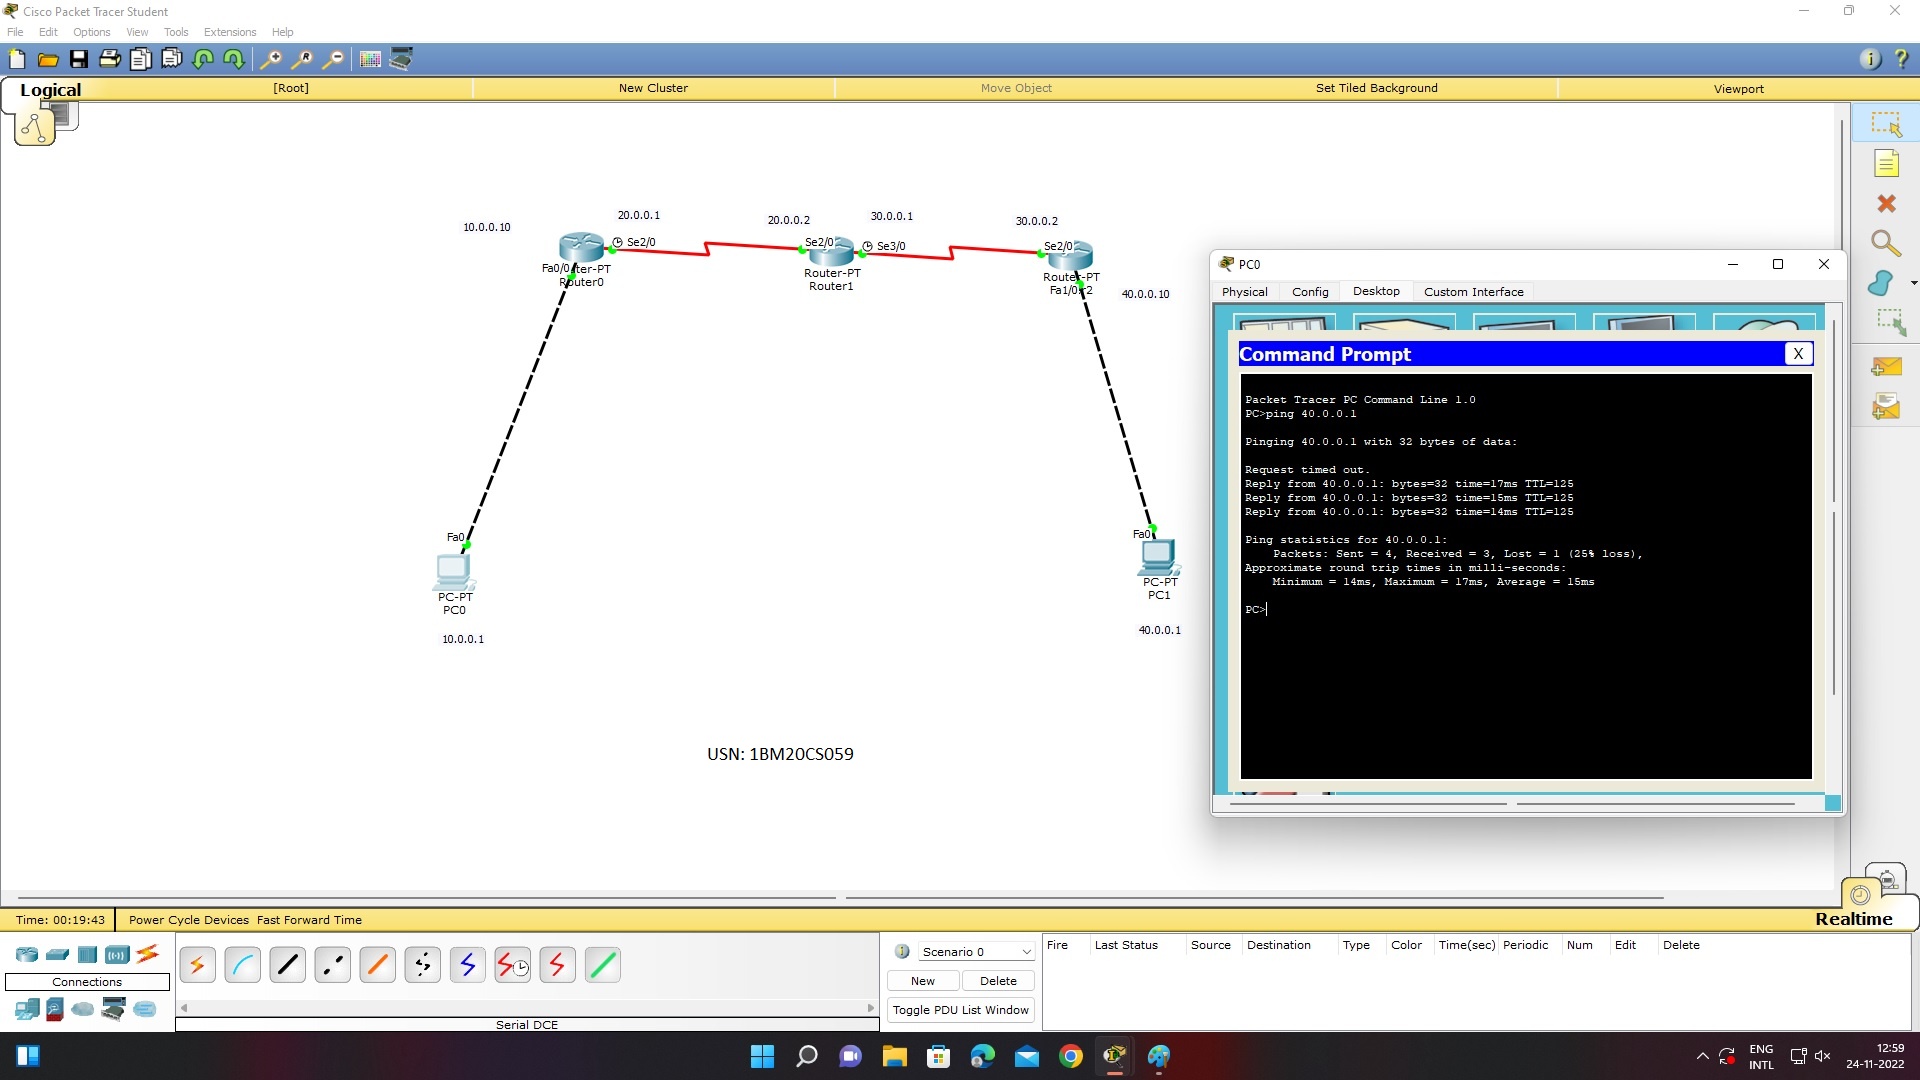 Cisco Packet Tracer Student
File Edit Options View Tools Extensions Help
Logical [Root] New Cluster Move Object Set Tiled Background Viewport
10.0.0.10
20.0.0.1
20.0.0.2
30.0.0.1
30.0.0.2
Se2/0
Se2/0
Se3/0
Se2/0
Fa0/0
Router0
Router-PT
Router1
Router-PT
Fa1/0
40.0.0.10
Fa0
PC-PT
PC0
10.0.0.1
Fa0
PC-PT
PC1
40.0.0.1
USN: 1BM20CS059
PC0
Physical Config Desktop Custom Interface
Command Prompt X
Packet Tracer PC Command Line 1.0
PC>ping 40.0.0.1
Pinging 40.0.0.1 with 32 bytes of data:
Request timed out.
Reply from 40.0.0.1: bytes=32 time=17ms TTL=125
Reply from 40.0.0.1: bytes=32 time=15ms TTL=125
Reply from 40.0.0.1: bytes=32 time=14ms TTL=125
Ping statistics for 40.0.0.1:
Packets: Sent = 4, Received = 3, Lost = 1 (25% loss),
Approximate round trip times in milli-seconds:
Minimum = 14ms, Maximum = 17ms, Average = 15ms
PC>
Time: 00:19:43 Power Cycle Devices Fast Forward Time
Realtime
Connections
Serial DCE
Scenario 0
New Delete
Toggle PDU List Window
Fire Last Status Source Destination Type Color Time(sec) Periodic Num Edit Delete
ENG
INTL
12:59
24-11-2022